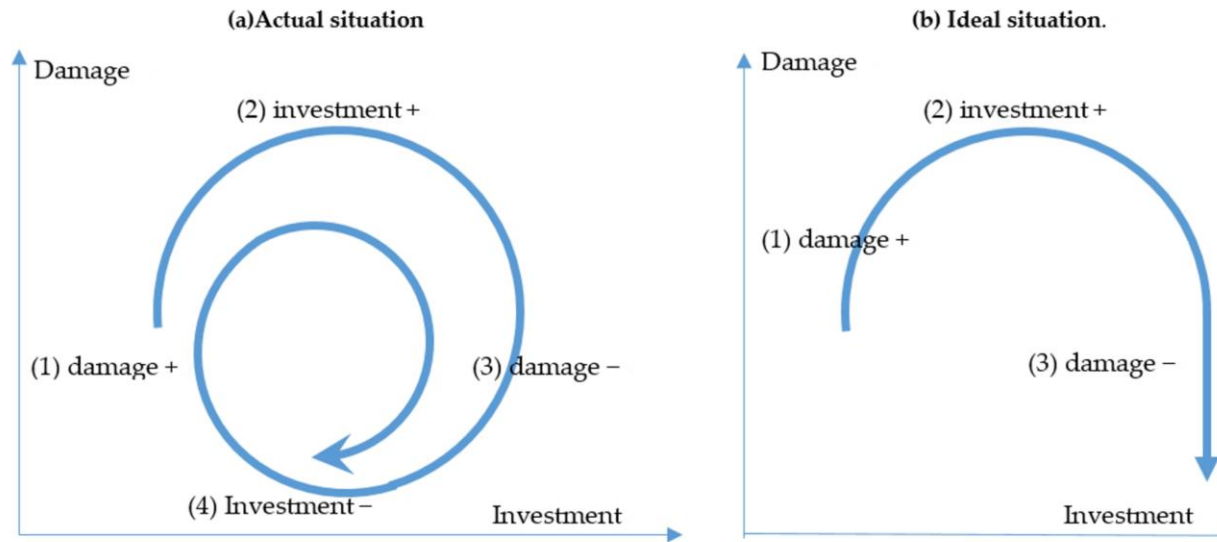 (a)Actual situation
Damage
(2) investment +
(1) damage +
(3) damage −
(4) Investment −
Investment
(b) Ideal situation.
Damage
(2) investment +
(1) damage +
(3) damage −
Investment